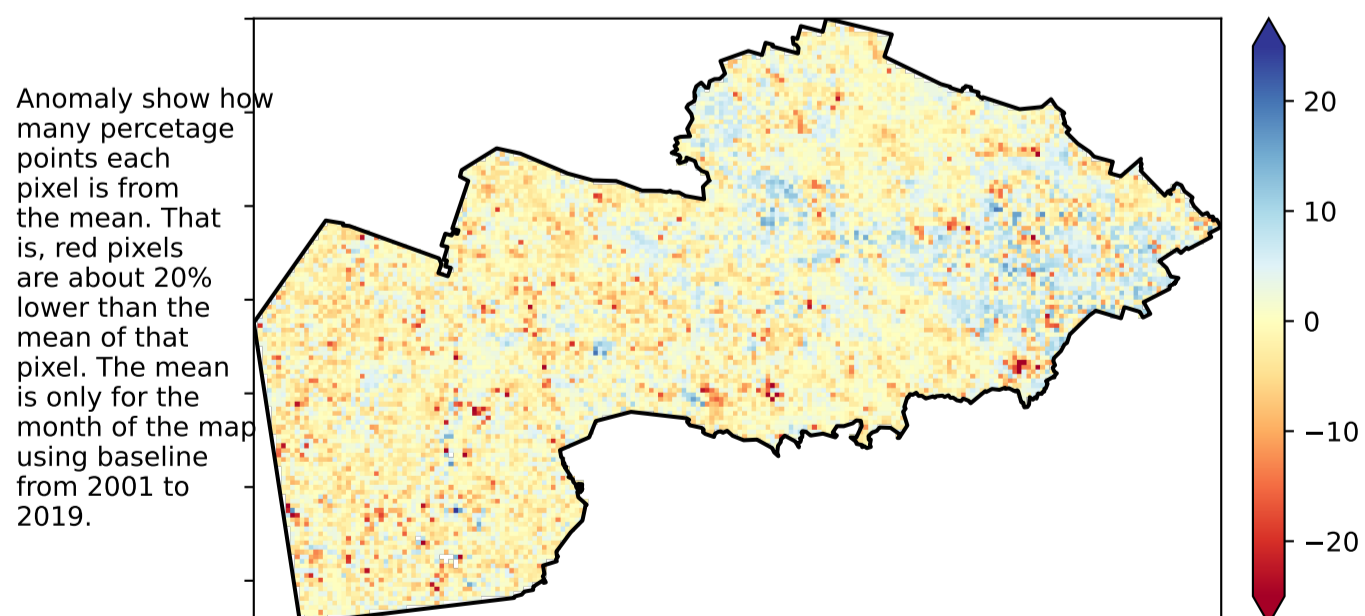 Anomaly show how
many percetage
points each
pixel is from
the mean. That
is, red pixels
are about 20%
lower than the
mean of that
pixel. The mean
is only for the
month of the map
using baseline
from 2001 to
2019.
20
10
0
−10
−20